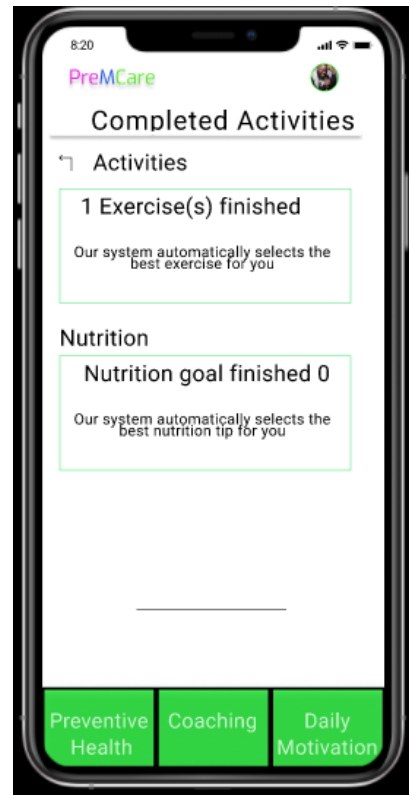 8:20
PreMCare
Completed Activities
Activities
1 Exercise(s) finished
Our system automatically selects the
best exercise for you
Nutrition
Nutrition goal finished 0
Our system automatically selects the
best nutrition tip for you
Preventive
Health
Coaching
Daily
Motivation